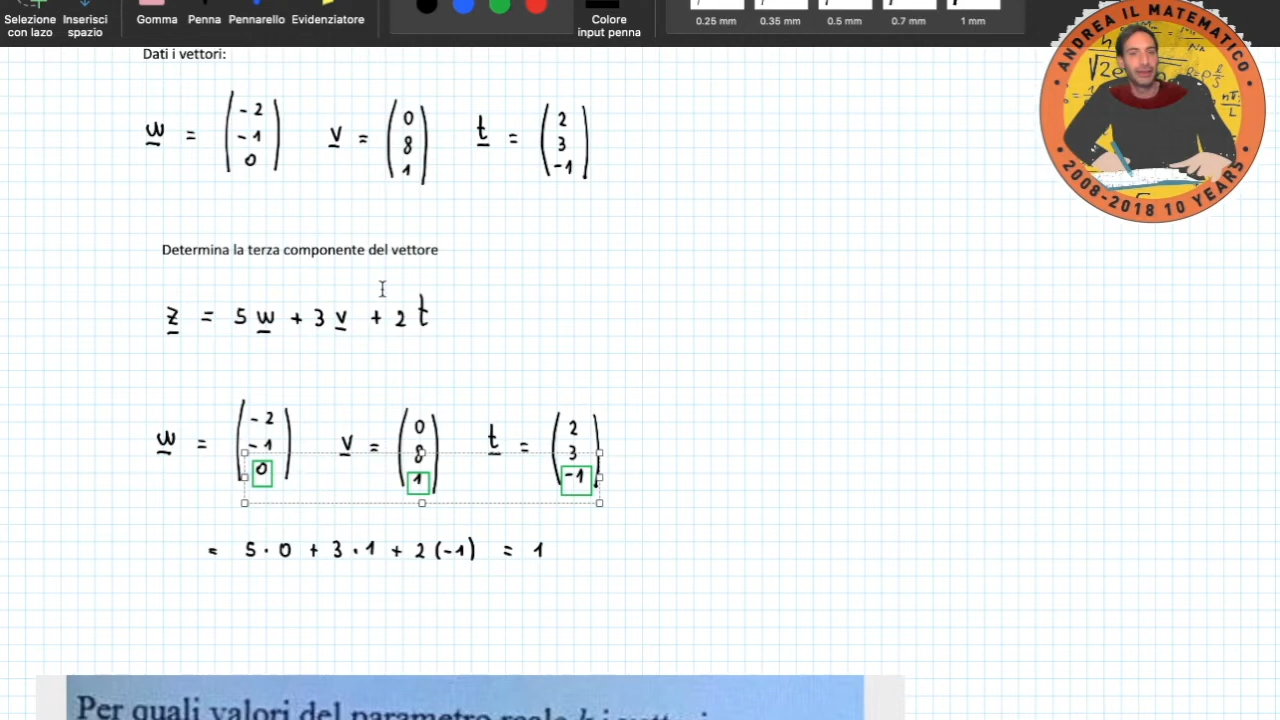 Selezione con lazo
Inserisci spazio
Gomma
Penna
Pennarello
Evidenziatore
Colore input penna
0.25 mm
0.35 mm
0.5 mm
0.7 mm
1 mm
ANDREA IL MATEMATICO
2008-2018 10 YEARS
Dati i vettori:
w = (-2 -1 0) v = (0 8 1) t = (2 3 -1)
Determina la terza componente del vettore
z = 5 w + 3 v + 2 t
w = (-2 -1 0) v = (0 8 1) t = (2 3 -1)
= 5 · 0 + 3 · 1 + 2 (-1) = 1
Per quali valori del parametro reale